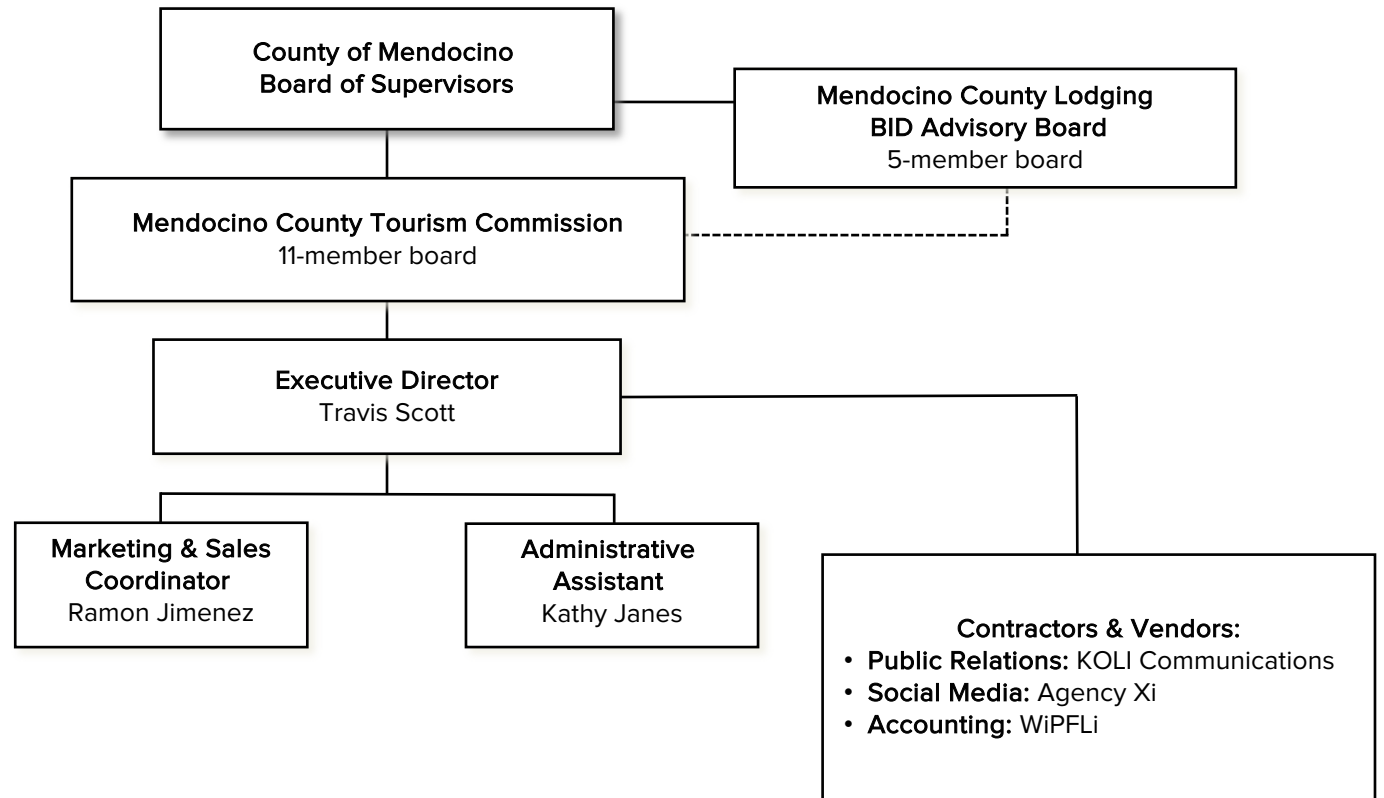 County of Mendocino
Board of Supervisors
Mendocino County Lodging
BID Advisory Board
5-member board
Mendocino County Tourism Commission
11-member board
Executive Director
Travis Scott
Marketing & Sales
Coordinator
Ramon Jimenez
Administrative
Assistant
Kathy Janes
Contractors & Vendors:
• Public Relations: KOLI Communications
• Social Media: Agency Xi
• Accounting: WiPFLi